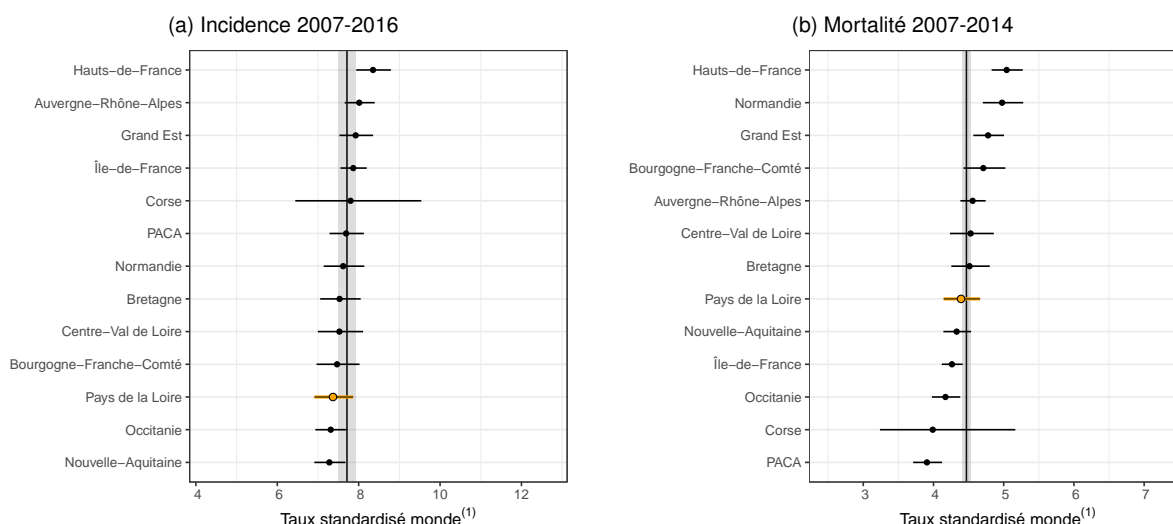 (a) Incidence 2007-2016
Hauts−de−France
Auvergne−Rhône−Alpes
Grand Est
Île−de−France
Corse
PACA
Normandie
Bretagne
Centre−Val de Loire
Bourgogne−Franche−Comté
Pays de la Loire
Occitanie
Nouvelle−Aquitaine
4 6 8 10 12
Taux standardisé monde(1)
(b) Mortalité 2007-2014
Hauts−de−France
Normandie
Grand Est
Bourgogne−Franche−Comté
Auvergne−Rhône−Alpes
Centre−Val de Loire
Bretagne
Pays de la Loire
Nouvelle−Aquitaine
Île−de−France
Occitanie
Corse
PACA
3 4 5 6 7
Taux standardisé monde(1)